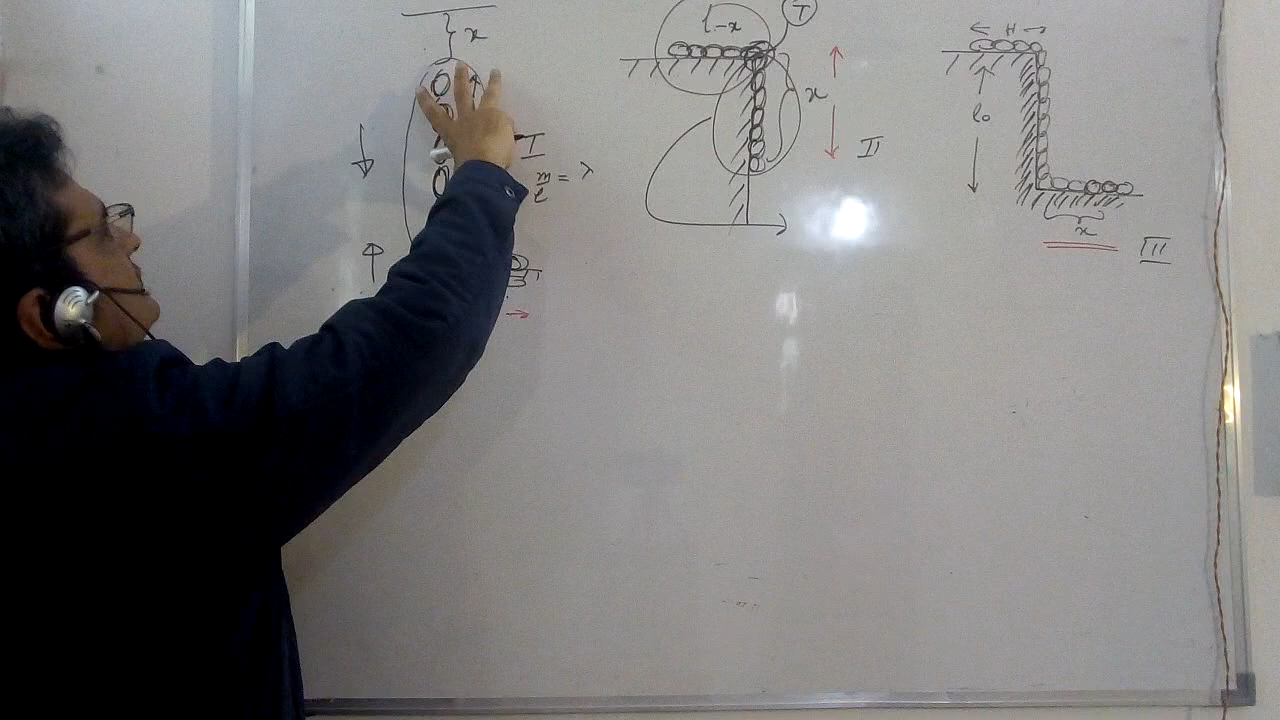 x
I
m/l = λ
l-x
T
x
II
H
l₀
x
III